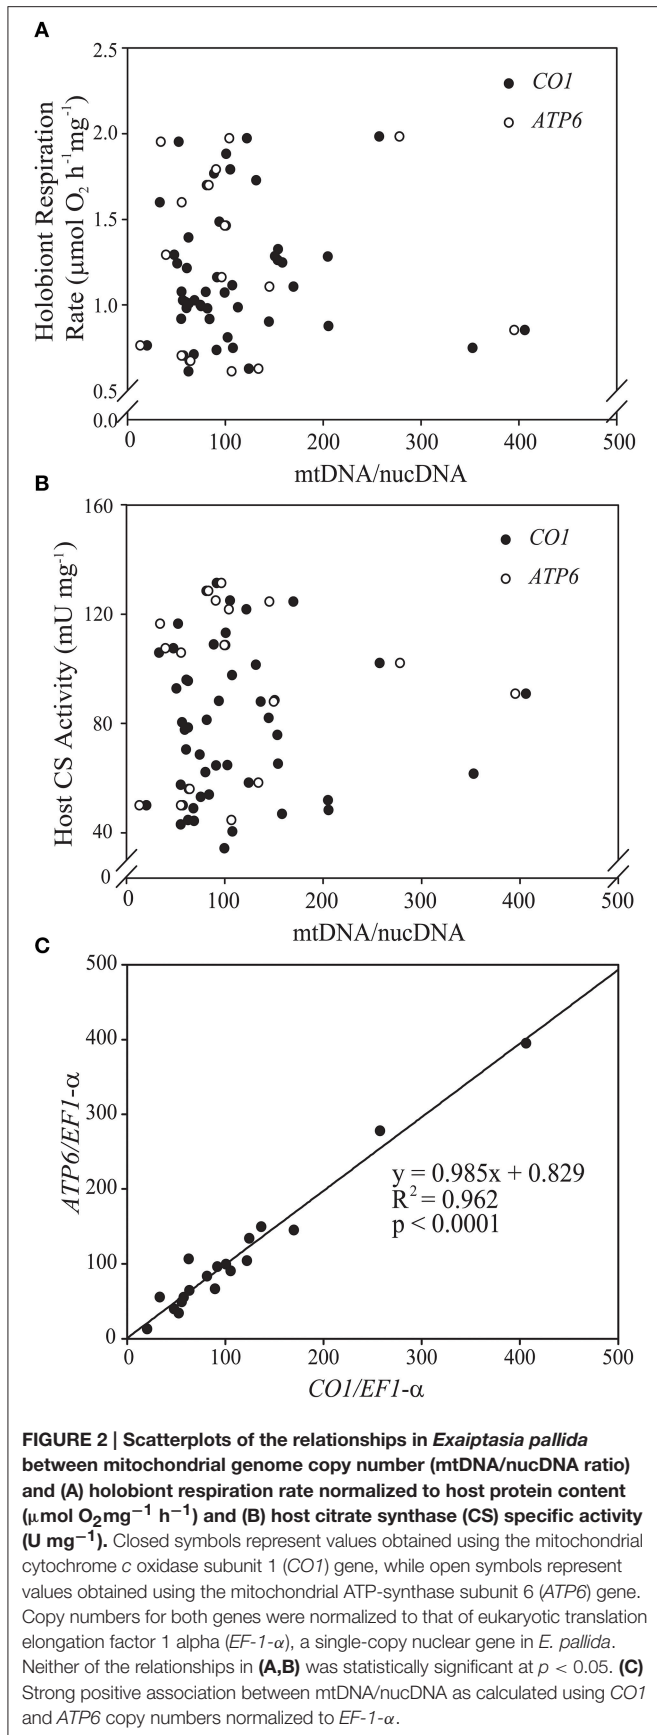 A
2.5
2.0
1.5
1.0
0.5
0.0
Holobiont Respiration
Rate (μmol O₂ h⁻¹mg⁻¹)
CO1
ATP6
0 100 200 300 400 500
mtDNA/nucDNA
B
160
120
80
40
0
Host CS Activity (mU mg⁻¹)
CO1
ATP6
0 100 200 300 400 500
mtDNA/nucDNA
C
500
400
300
200
100
0
ATP6/EF1-α
y = 0.985x + 0.829
R² = 0.962
p < 0.0001
0 100 200 300 400 500
CO1/EF1-α
FIGURE 2 | Scatterplots of the relationships in Exaiptasia pallida
between mitochondrial genome copy number (mtDNA/nucDNA ratio)
and (A) holobiont respiration rate normalized to host protein content
(μmol O₂mg⁻¹ h⁻¹) and (B) host citrate synthase (CS) specific activity
(U mg⁻¹). Closed symbols represent values obtained using the mitochondrial
cytochrome c oxidase subunit 1 (CO1) gene, while open symbols represent
values obtained using the mitochondrial ATP-synthase subunit 6 (ATP6) gene.
Copy numbers for both genes were normalized to that of eukaryotic translation
elongation factor 1 alpha (EF-1-α), a single-copy nuclear gene in E. pallida.
Neither of the relationships in (A,B) was statistically significant at p < 0.05. (C)
Strong positive association between mtDNA/nucDNA as calculated using CO1
and ATP6 copy numbers normalized to EF-1-α.